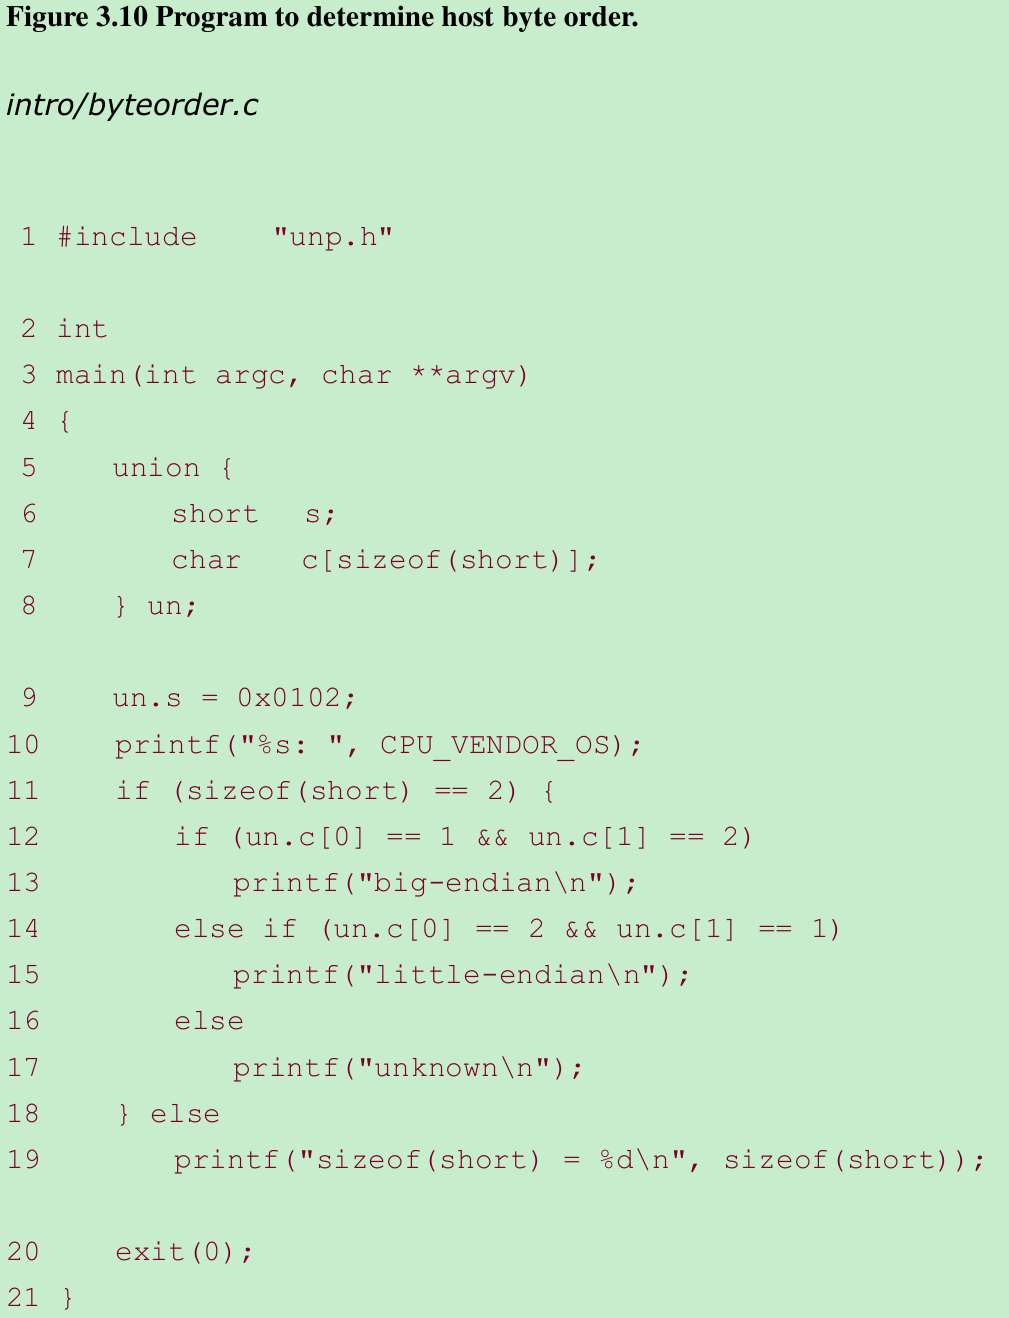 Figure 3.10 Program to determine host byte order.
intro/byteorder.c
1 #include    "unp.h"
2 int
3 main(int argc, char **argv)
4 {
5    union {
6        short   s;
7        char    c[sizeof(short)];
8    } un;
9    un.s = 0x0102;
10    printf("%s: ", CPU_VENDOR_OS);
11    if (sizeof(short) == 2) {
12        if (un.c[0] == 1 && un.c[1] == 2)
13            printf("big-endian\n");
14        else if (un.c[0] == 2 && un.c[1] == 1)
15            printf("little-endian\n");
16        else
17            printf("unknown\n");
18    } else
19        printf("sizeof(short) = %d\n", sizeof(short));
20    exit(0);
21 }